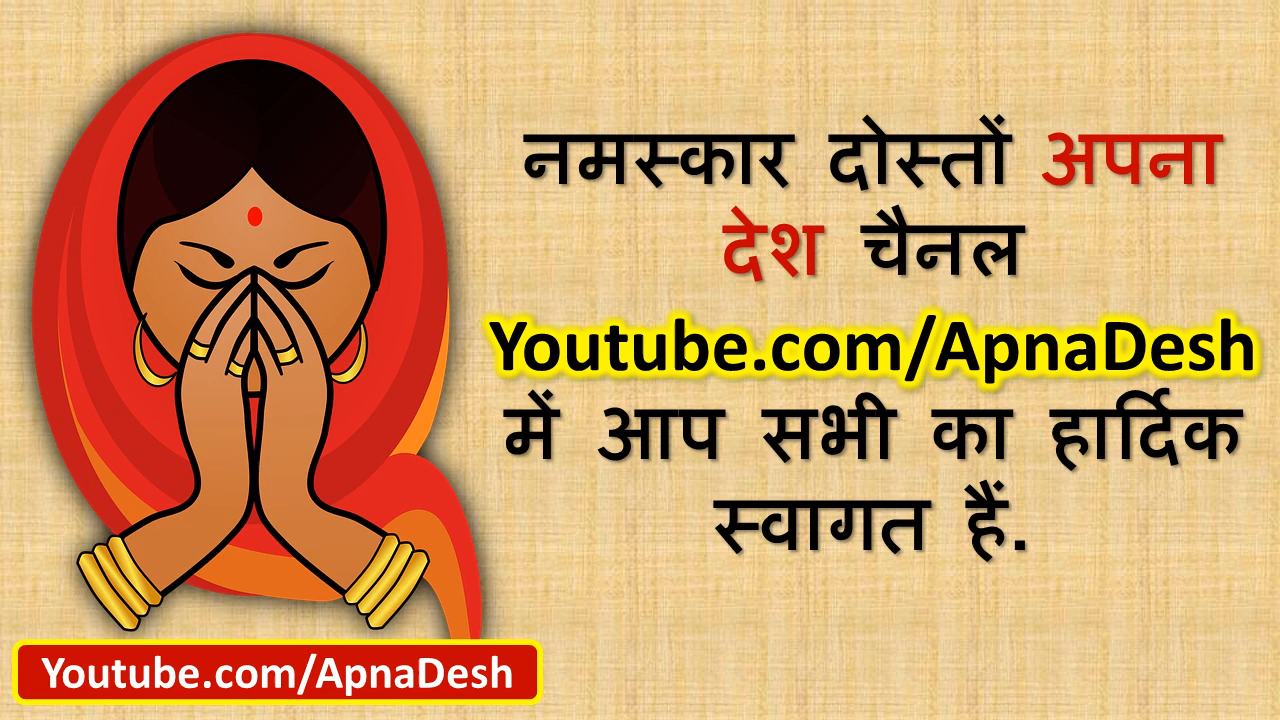 नमस्कार दोस्तों अपना
देश चैनल
Youtube.com/ApnaDesh
में आप सभी का हार्दिक
स्वागत हैं.
Youtube.com/ApnaDesh